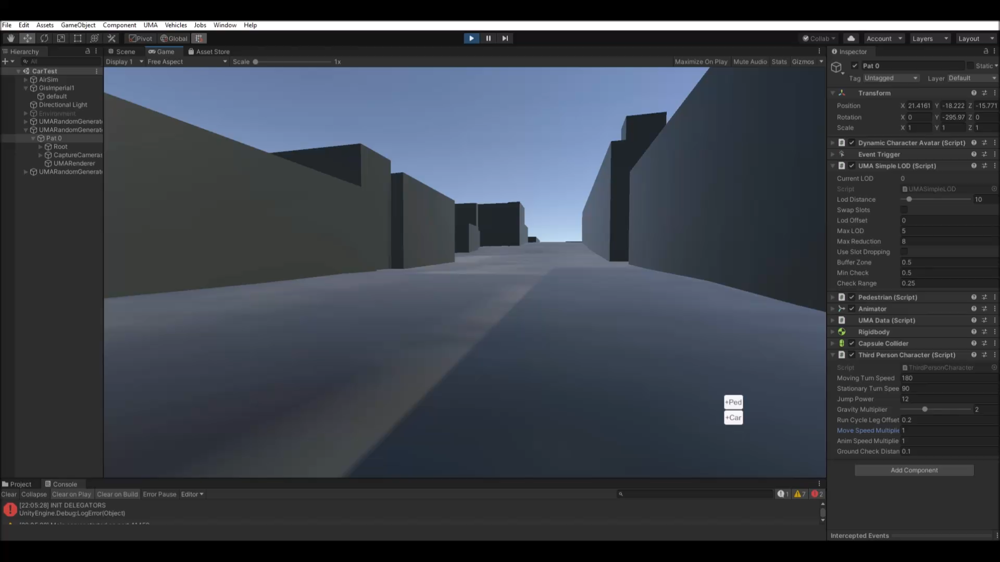 File Edit Assets GameObject Component UMA Vehicles Jobs Window Help
Pivot Global Collab Account Layers Layout
Hierarchy Scene Game Asset Store Inspector
All Display 1 Free Aspect Scale 1x Maximize On Play Mute Audio Stats Gizmos
CarTest
AirSim
GisImperial1
default
Directional Light
Environment
UMARandomGenerat
UMARandomGenerat
Pat 0
Root
CaptureCameras
UMARenderer
UMARandomGenerat
+Ped
+Car
Pat 0 Static
Tag Untagged Layer Default
Transform
Position X 21.4161 Y -18.222 Z -15.771
Rotation X 0 Y -295.97 Z 0
Scale X 1 Y 1 Z 1
Dynamic Character Avatar (Script)
Event Trigger
UMA Simple LOD (Script)
Current LOD 0
Script UMASimpleLOD
Lod Distance 10
Swap Slots
Lod Offset 0
Max LOD 5
Max Reduction 8
Use Slot Dropping
Buffer Zone 0.5
Min Check 0.5
Check Range 0.25
Pedestrian (Script)
Animator
UMA Data (Script)
Rigidbody
Capsule Collider
Third Person Character (Script)
Script ThirdPersonCharacter
Moving Turn Speed 180
Stationary Turn Spee 90
Jump Power 12
Gravity Multiplier 2
Run Cycle Leg Offset 0.2
Move Speed Multiplie 1
Anim Speed Multiplie 1
Ground Check Distan 0.1
Add Component
Project Console
Clear Collapse Clear on Play Clear on Build Error Pause Editor 1 7 2
[22:05:28] INIT DELEGATORS
UnityEngine.Debug:LogError(Object)
Intercepted Events